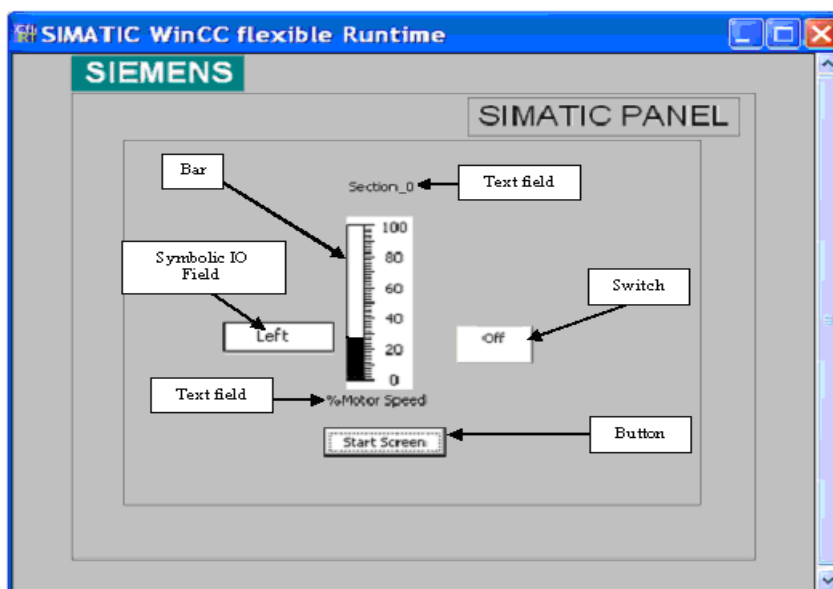 SIMATIC WinCC flexible Runtime
SIEMENS
SIMATIC PANEL
Bar
Section_0
Text field
100
80
60
40
20
0
Symbolic IO
Field
Switch
Left
Off
Text field
%Motor Speed
Start Screen
Button